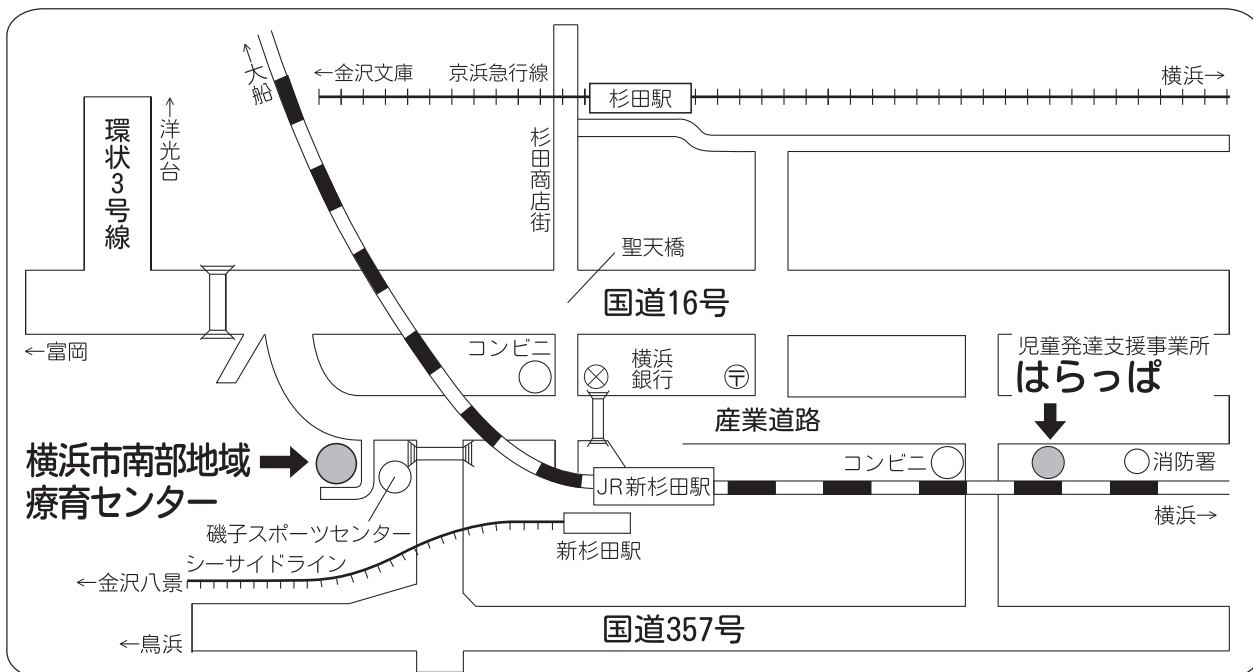 ↑大船
←金沢文庫
京浜急行線
杉田駅
横浜→
環状3号線
↑洋光台
杉田商店街
聖天橋
国道16号
←富岡
コンビニ
横浜
銀行
〒
児童発達支援事業所
はらっぱ
産業道路
横浜市南部地域
療育センター
コンビニ
消防署
JR新杉田駅
横浜→
磯子スポーツセンター
新杉田駅
シーサイドライン
←金沢八景
国道357号
←鳥浜